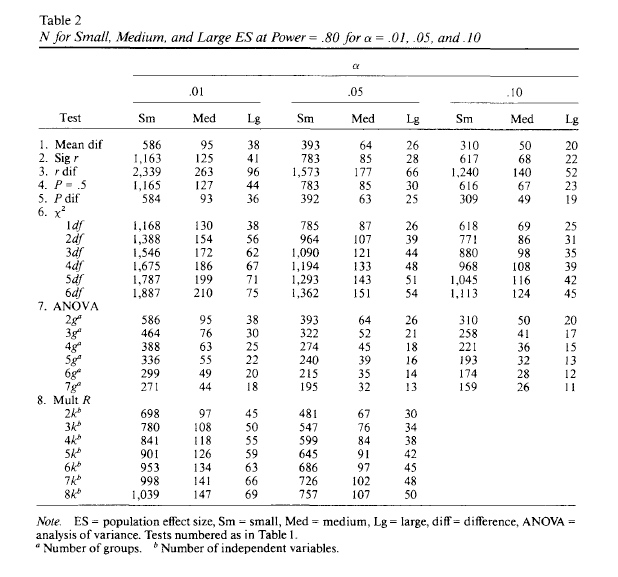 Table 2
N for Small, Medium, and Large ES at Power = .80 for α = .01, .05, and .10
α
.01 .05 .10
Test Sm Med Lg Sm Med Lg Sm Med Lg
1. Mean dif 586 95 38 393 64 26 310 50 20
2. Sig r 1,163 125 41 783 85 28 617 68 22
3. r dif 2,339 263 96 1,573 177 66 1,240 140 52
4. P = .5 1,165 127 44 783 85 30 616 67 23
5. P dif 584 93 36 392 63 25 309 49 19
6. χ²
1df 1,168 130 38 785 87 26 618 69 25
2df 1,388 154 56 964 107 39 771 86 31
3df 1,546 172 62 1,090 121 44 880 98 35
4df 1,675 186 67 1,194 133 48 968 108 39
5df 1,787 199 71 1,293 143 51 1,045 116 42
6df 1,887 210 75 1,362 151 54 1,113 124 45
7. ANOVA
2gᵃ 586 95 38 393 64 26 310 50 20
3gᵃ 464 76 30 322 52 21 258 41 17
4gᵃ 388 63 25 274 45 18 221 36 15
5gᵃ 336 55 22 240 39 16 193 32 13
6gᵃ 299 49 20 215 35 14 174 28 12
7gᵃ 271 44 18 195 32 13 159 26 11
8. Mult R
2kᵇ 698 97 45 481 67 30
3kᵇ 780 108 50 547 76 34
4kᵇ 841 118 55 599 84 38
5kᵇ 901 126 59 645 91 42
6kᵇ 953 134 63 686 97 45
7kᵇ 998 141 66 726 102 48
8kᵇ 1,039 147 69 757 107 50
Note. ES = population effect size, Sm = small, Med = medium, Lg = large, diff = difference, ANOVA =
analysis of variance. Tests numbered as in Table 1.
ᵃ Number of groups. ᵇ Number of independent variables.